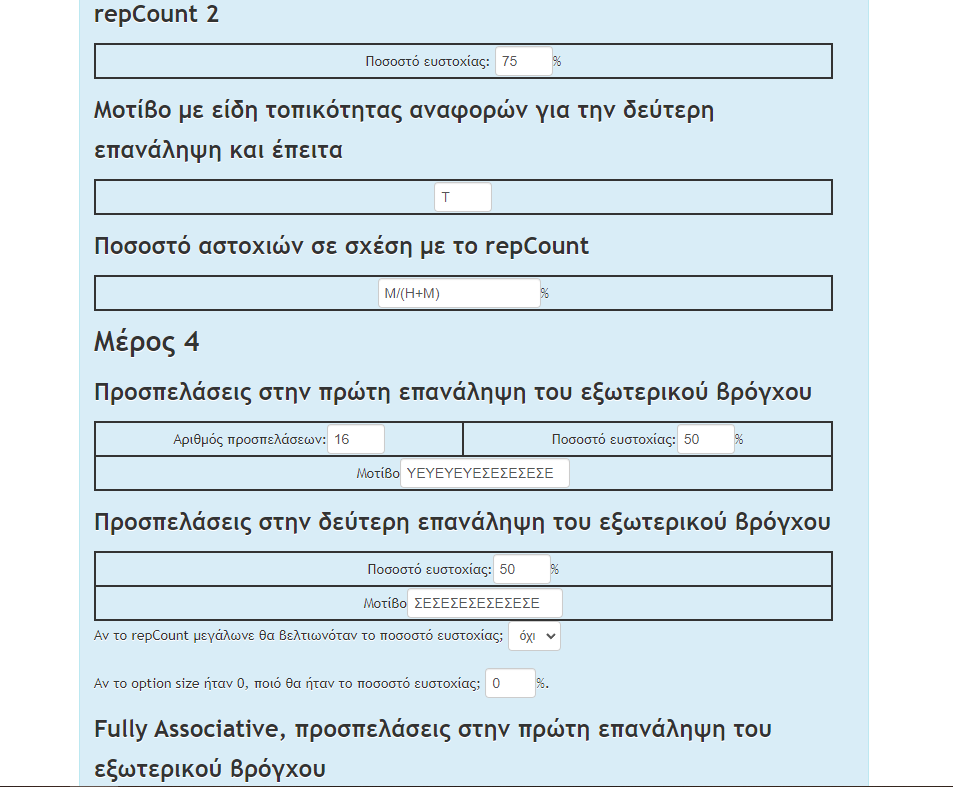 repCount 2
Ποσοστό ευστοχίας: 75%
Μοτίβο με είδη τοπικότητας αναφορών για την δεύτερη
επανάληψη και έπειτα
Τ
Ποσοστό αστοχιών σε σχέση με το repCount
M/(H+M)%
Μέρος 4
Προσπελάσεις στην πρώτη επανάληψη του εξωτερικού βρόγχου
Αριθμός προσπελάσεων: 16 Ποσοστό ευστοχίας: 50%
Μοτίβο ΥΕΥΕΥΕΥΕΣΕΣΕΣΕΣΕ
Προσπελάσεις στην δεύτερη επανάληψη του εξωτερικού βρόγχου
Ποσοστό ευστοχίας: 50%
Μοτίβο ΣΕΣΕΣΕΣΕΣΕΣΕΣΕΣΕ
Αν το repCount μεγάλωνε θα βελτιωνόταν το ποσοστό ευστοχίας; όχι
Αν το option size ήταν 0, ποιό θα ήταν το ποσοστό ευστοχίας; 0%.
Fully Associative, προσπελάσεις στην πρώτη επανάληψη του
εξωτερικού βρόγχου